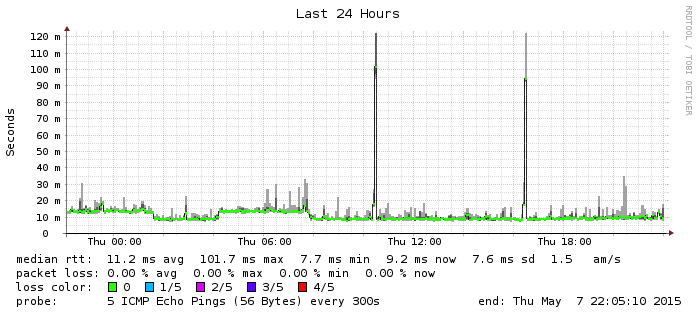 Last 24 Hours
RRDTOOL / TOBI OETIKER
Seconds
120 m
110 m
100 m
90 m
80 m
70 m
60 m
50 m
40 m
30 m
20 m
10 m
0
Thu 00:00 Thu 06:00 Thu 12:00 Thu 18:00
median rtt: 11.2 ms avg 101.7 ms max 7.7 ms min 9.2 ms now 7.6 ms sd 1.5 am/s
packet loss: 0.00 % avg 0.00 % max 0.00 % min 0.00 % now
loss color: 0 1/5 2/5 3/5 4/5
probe: 5 ICMP Echo Pings (56 Bytes) every 300s end: Thu May 7 22:05:10 2015